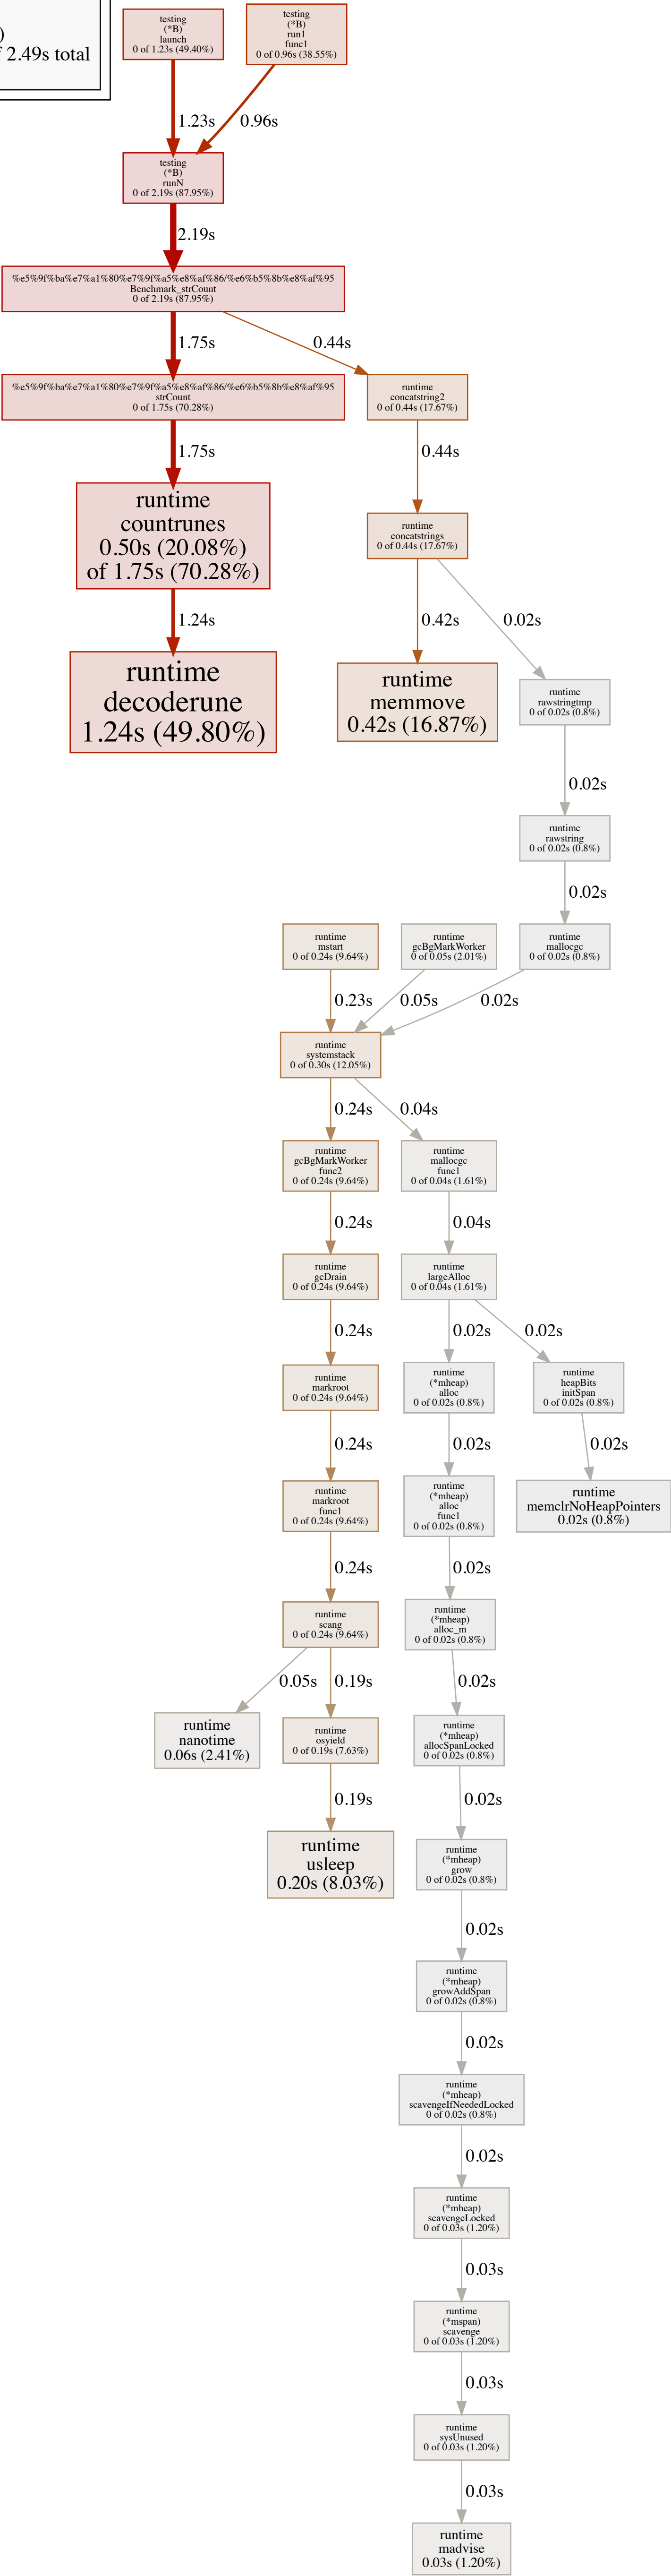 )
f 2.49s total
testing
(*B)
launch
0 of 1.23s (49.40%)
testing
(*B)
run1
func1
0 of 0.96s (38.55%)
1.23s
0.96s
testing
(*B)
runN
0 of 2.19s (87.95%)
2.19s
%e5%9f%ba%e7%a1%80%e7%9f%a5%e8%af%86/%e6%b5%8b%e8%af%95
Benchmark_strCount
0 of 2.19s (87.95%)
1.75s
0.44s
%e5%9f%ba%e7%a1%80%e7%9f%a5%e8%af%86/%e6%b5%8b%e8%af%95
strCount
0 of 1.75s (70.28%)
runtime
concatstring2
0 of 0.44s (17.67%)
1.75s
0.44s
runtime
countrunes
0.50s (20.08%)
of 1.75s (70.28%)
runtime
concatstrings
0 of 0.44s (17.67%)
1.24s
0.42s
0.02s
runtime
decoderune
1.24s (49.80%)
runtime
memmove
0.42s (16.87%)
runtime
rawstringtmp
0 of 0.02s (0.8%)
0.02s
runtime
rawstring
0 of 0.02s (0.8%)
0.02s
runtime
mstart
0 of 0.24s (9.64%)
runtime
gcBgMarkWorker
0 of 0.05s (2.01%)
runtime
mallocgc
0 of 0.02s (0.8%)
0.23s
0.05s
0.02s
runtime
systemstack
0 of 0.30s (12.05%)
0.24s
0.04s
runtime
gcBgMarkWorker
func2
0 of 0.24s (9.64%)
runtime
mallocgc
func1
0 of 0.04s (1.61%)
0.24s
0.04s
runtime
gcDrain
0 of 0.24s (9.64%)
runtime
largeAlloc
0 of 0.04s (1.61%)
0.24s
0.02s
0.02s
runtime
markroot
0 of 0.24s (9.64%)
runtime
(*mheap)
alloc
0 of 0.02s (0.8%)
runtime
heapBits
initSpan
0 of 0.02s (0.8%)
0.24s
0.02s
0.02s
runtime
markroot
func1
0 of 0.24s (9.64%)
runtime
(*mheap)
alloc
func1
0 of 0.02s (0.8%)
runtime
memclrNoHeapPointers
0.02s (0.8%)
0.24s
0.02s
runtime
scang
0 of 0.24s (9.64%)
runtime
(*mheap)
alloc_m
0 of 0.02s (0.8%)
0.05s
0.19s
0.02s
runtime
nanotime
0.06s (2.41%)
runtime
osyield
0 of 0.19s (7.63%)
runtime
(*mheap)
allocSpanLocked
0 of 0.02s (0.8%)
0.19s
0.02s
runtime
usleep
0.20s (8.03%)
runtime
(*mheap)
grow
0 of 0.02s (0.8%)
0.02s
runtime
(*mheap)
growAddSpan
0 of 0.02s (0.8%)
0.02s
runtime
(*mheap)
scavengeIfNeededLocked
0 of 0.02s (0.8%)
0.02s
runtime
(*mheap)
scavengeLocked
0 of 0.03s (1.20%)
0.03s
runtime
(*mspan)
scavenge
0 of 0.03s (1.20%)
0.03s
runtime
sysUnused
0 of 0.03s (1.20%)
0.03s
runtime
madvise
0.03s (1.20%)